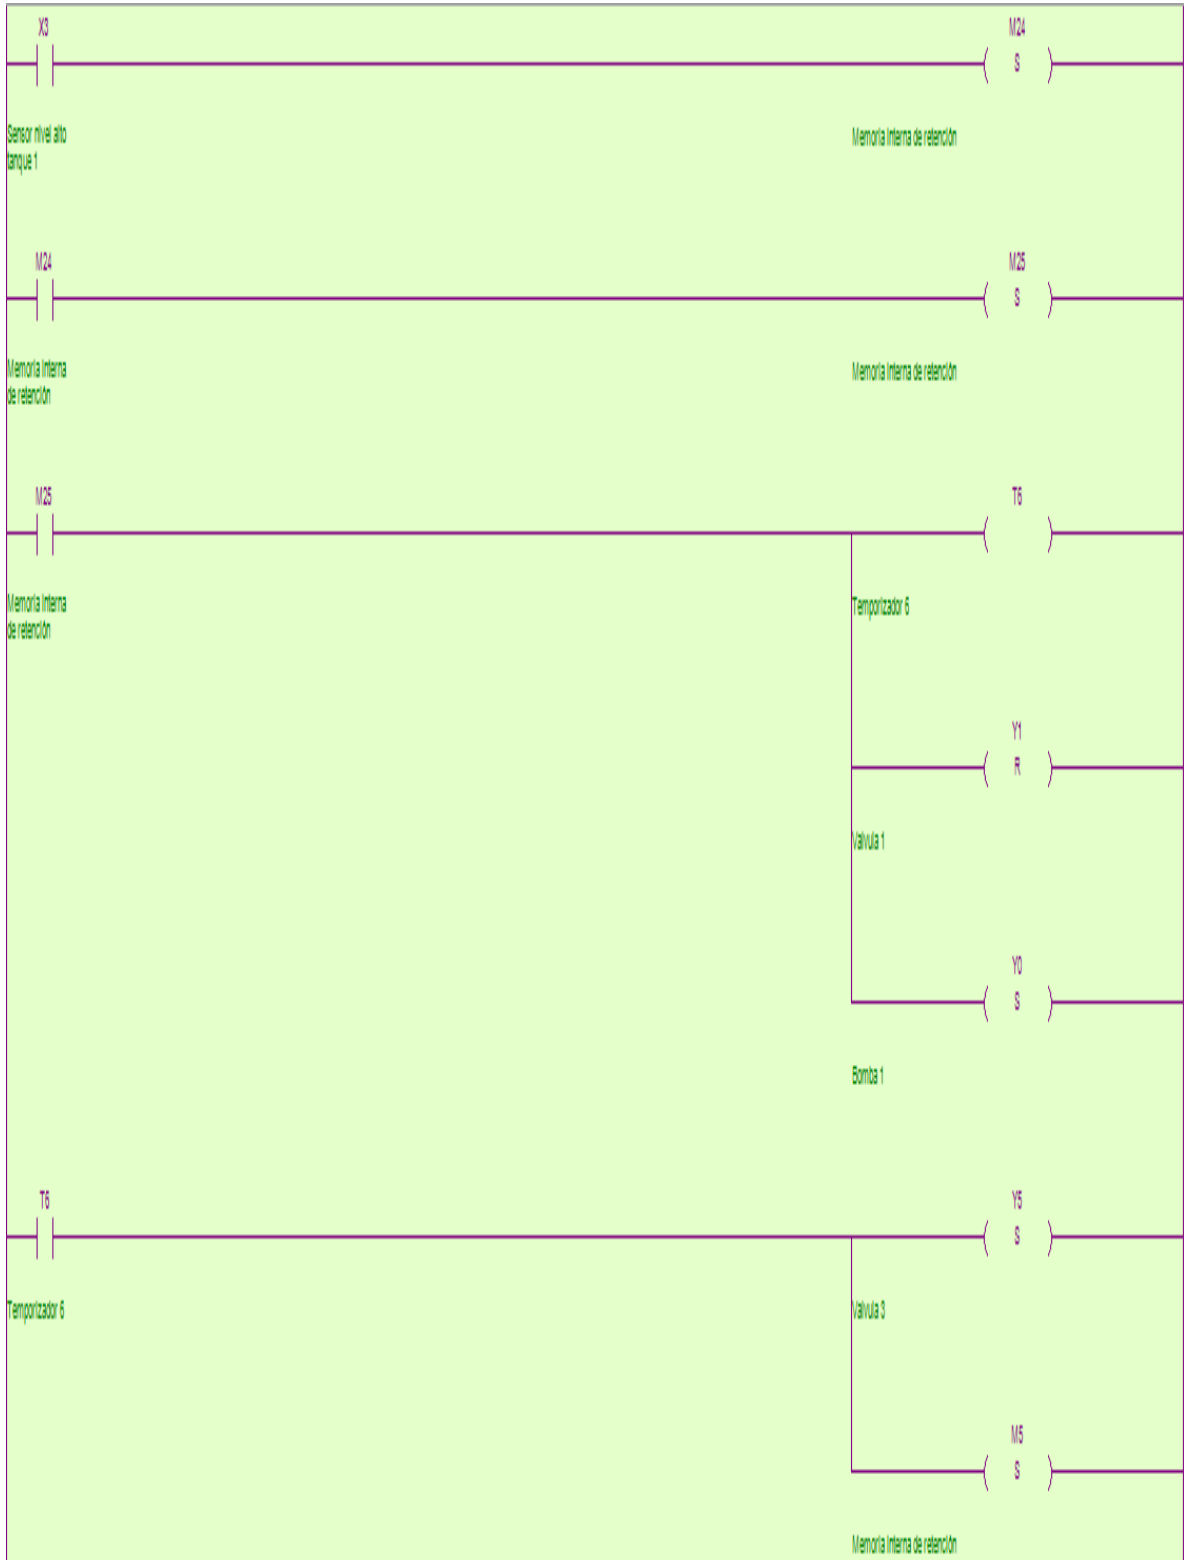 X3
M24
S
Sensor nivel alto
tanque 1
Memoria interna de retención
M24
M25
S
Memoria interna
de retención
Memoria interna de retención
M25
T6
Memoria interna
de retención
Temporizador 6
Y1
R
Valvula 1
Y0
S
Bomba 1
T6
Y5
S
Temporizador 6
Valvula 3
M5
S
Memoria interna de retención